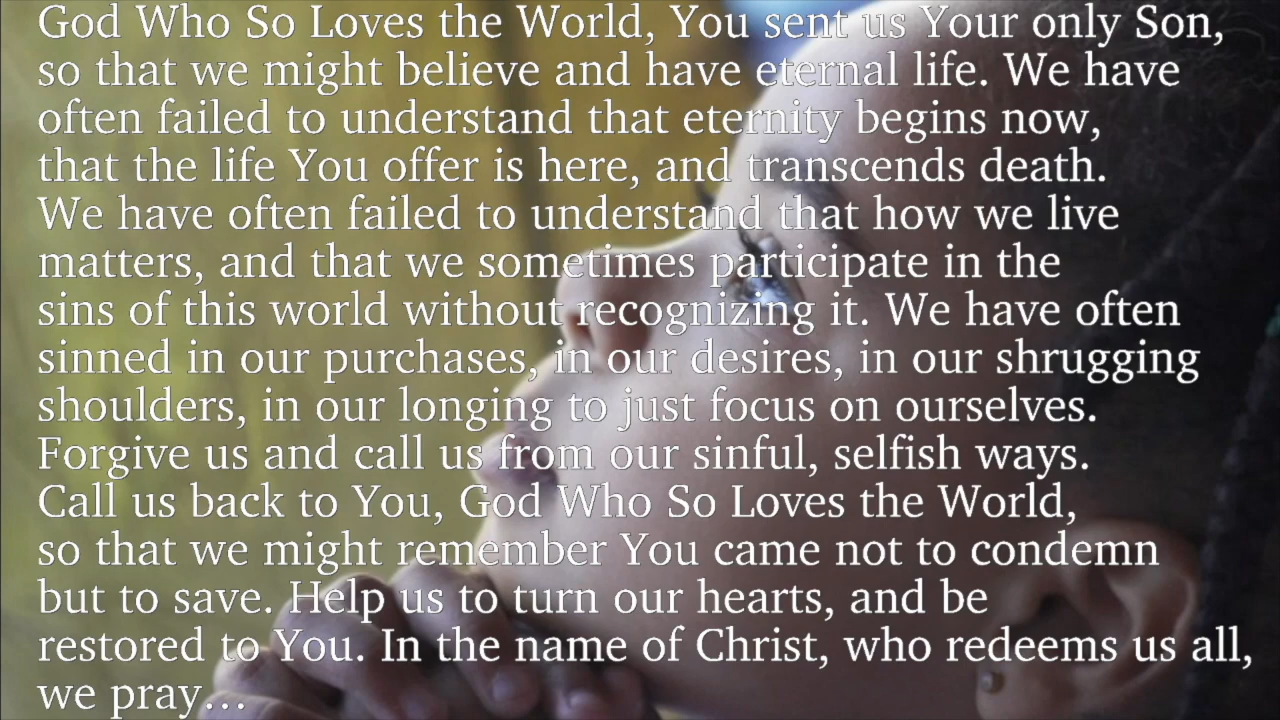 God Who So Loves the World, You sent us Your only Son,
so that we might believe and have eternal life. We have
often failed to understand that eternity begins now,
that the life You offer is here, and transcends death.
We have often failed to understand that how we live
matters, and that we sometimes participate in the
sins of this world without recognizing it. We have often
sinned in our purchases, in our desires, in our shrugging
shoulders, in our longing to just focus on ourselves.
Forgive us and call us from our sinful, selfish ways.
Call us back to You, God Who So Loves the World,
so that we might remember You came not to condemn
but to save. Help us to turn our hearts, and be
restored to You. In the name of Christ, who redeems us all,
we pray…